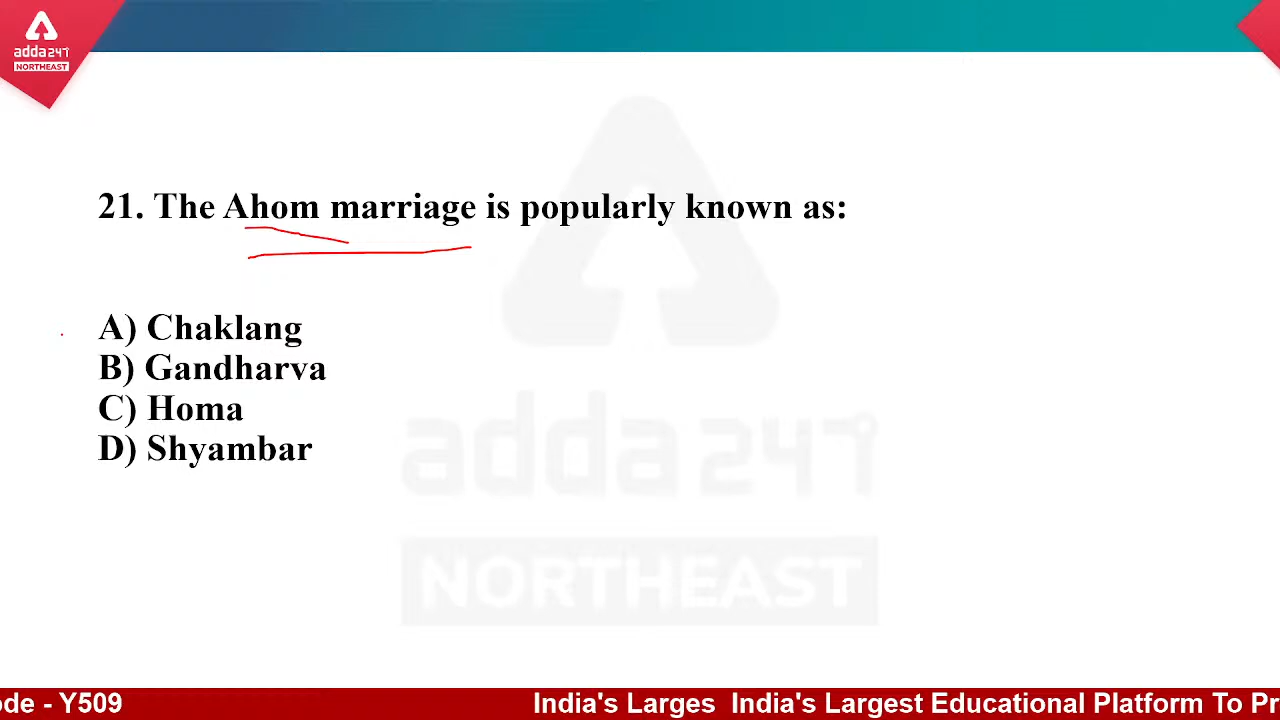 adda247
NORTHEAST
21. The Ahom marriage is popularly known as:
A) Chaklang
B) Gandharva
C) Homa
D) Shyambar
adda247
NORTHEAST
ode - Y509 India's Larges India's Largest Educational Platform To Pr